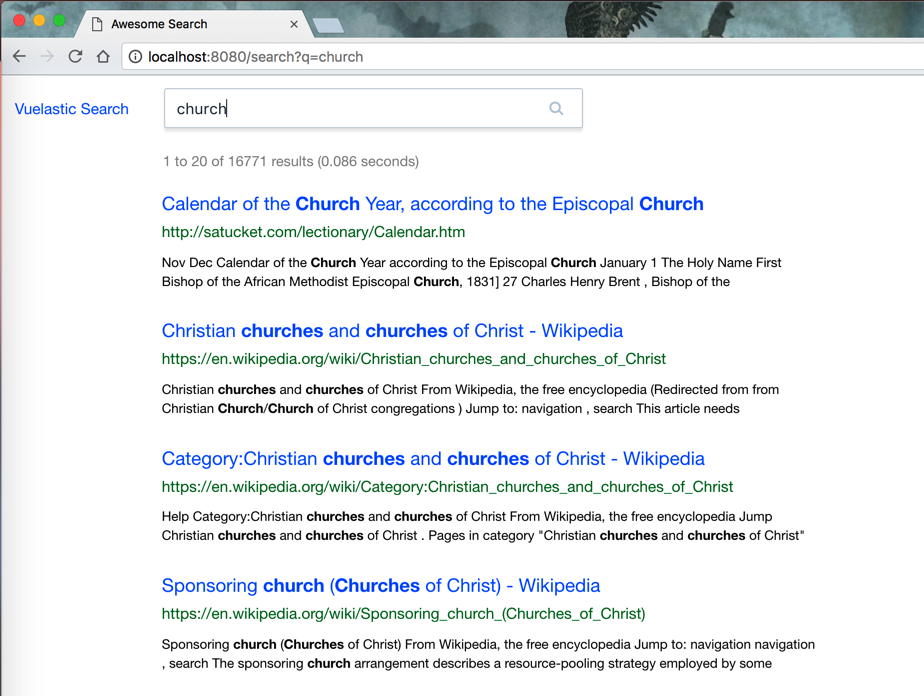 Awesome Search
localhost:8080/search?q=church
Vuelastic Search
church
1 to 20 of 16771 results (0.086 seconds)
Calendar of the Church Year, according to the Episcopal Church
http://satucket.com/lectionary/Calendar.htm
Nov Dec Calendar of the Church Year according to the Episcopal Church January 1 The Holy Name First
Bishop of the African Methodist Episcopal Church, 1831] 27 Charles Henry Brent , Bishop of the
Christian churches and churches of Christ - Wikipedia
https://en.wikipedia.org/wiki/Christian_churches_and_churches_of_Christ
Christian churches and churches of Christ From Wikipedia, the free encyclopedia (Redirected from from
Christian Church/Church of Christ congregations ) Jump to: navigation , search This article needs
Category:Christian churches and churches of Christ - Wikipedia
https://en.wikipedia.org/wiki/Category:Christian_churches_and_churches_of_Christ
Help Category:Christian churches and churches of Christ From Wikipedia, the free encyclopedia Jump
Christian churches and churches of Christ . Pages in category "Christian churches and churches of Christ"
Sponsoring church (Churches of Christ) - Wikipedia
https://en.wikipedia.org/wiki/Sponsoring_church_(Churches_of_Christ)
Sponsoring church (Churches of Christ) From Wikipedia, the free encyclopedia Jump to: navigation navigation
, search The sponsoring church arrangement describes a resource-pooling strategy employed by some